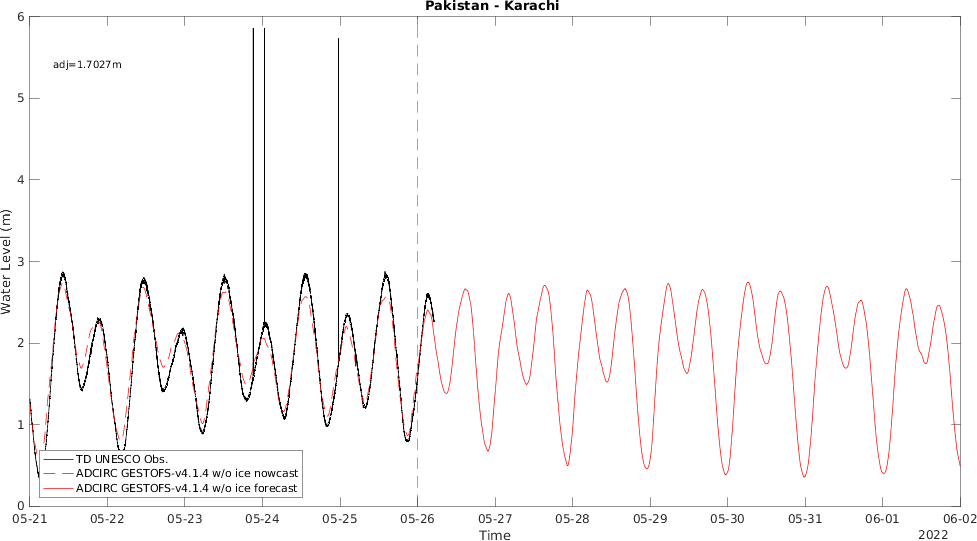 Pakistan - Karachi
6
adj=1.7027m
5
4
3
2
1
0
Water Level (m)
TD UNESCO Obs.
ADCIRC GESTOFS-v4.1.4 w/o ice nowcast
ADCIRC GESTOFS-v4.1.4 w/o ice forecast
05-21 05-22 05-23 05-24 05-25 05-26 05-27 05-28 05-29 05-30 05-31 06-01 06-02
Time
2022